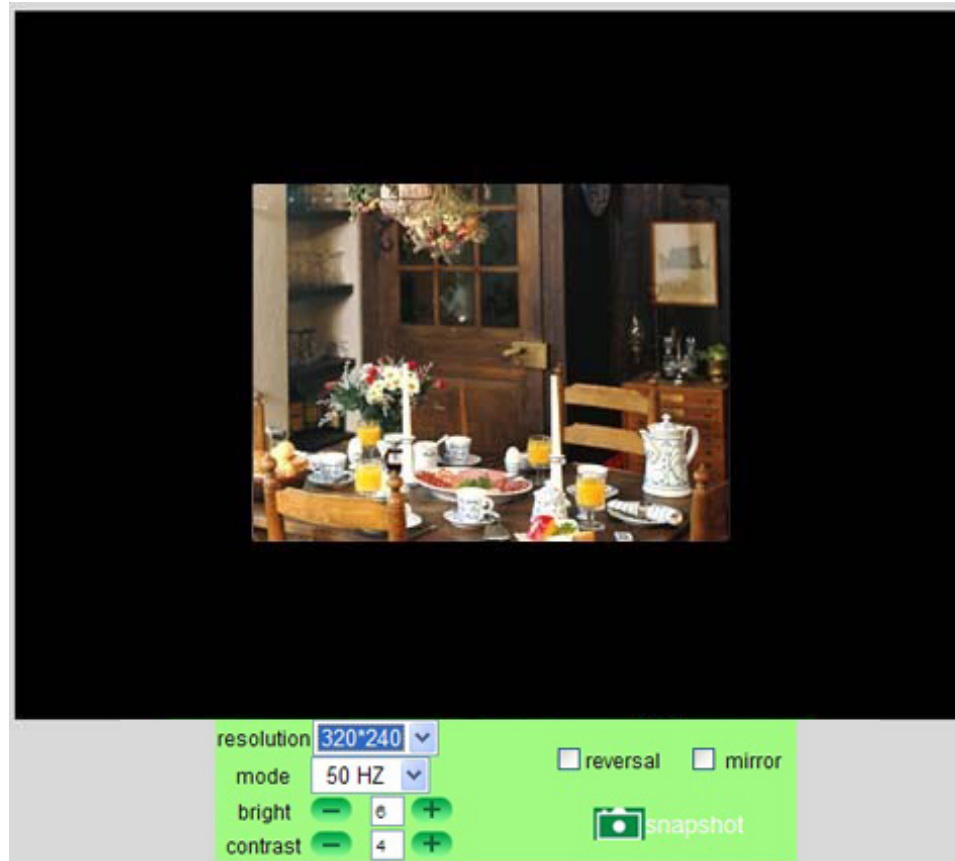 resolution 320*240
mode 50 HZ
reversal mirror
bright 6
contrast 4
snapshot